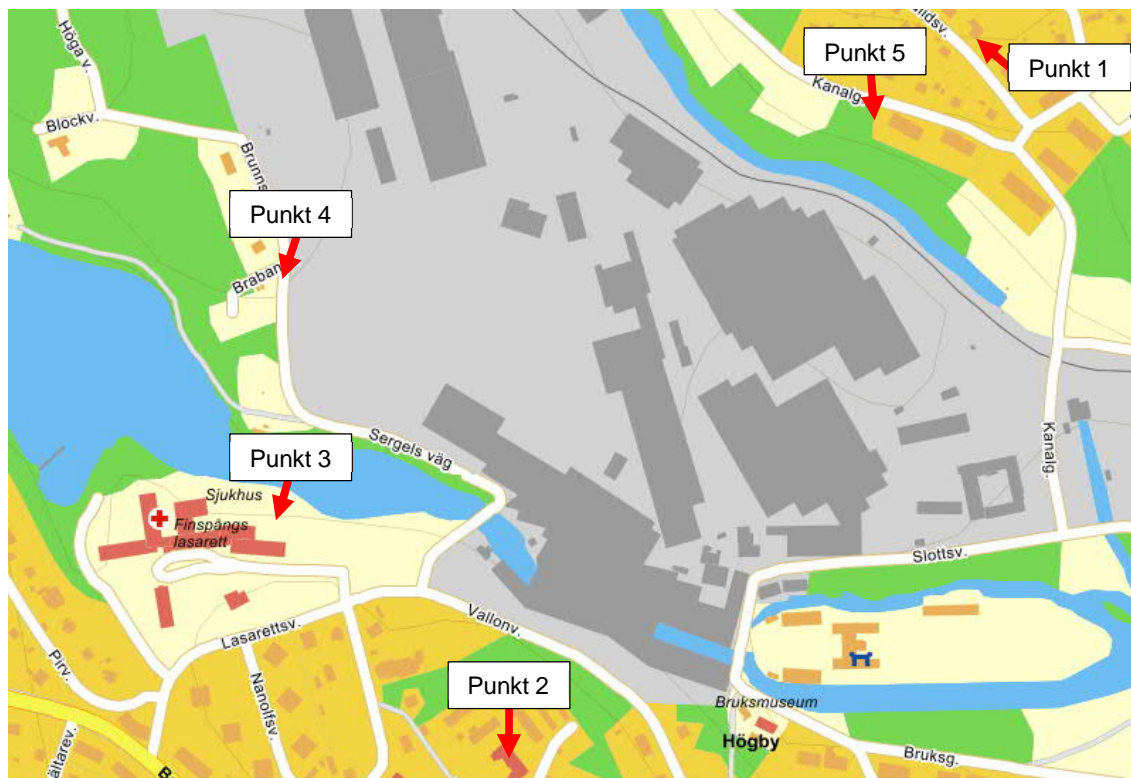 Höga v.
Blockv.
Brunns
Punkt 4
Braban
Punkt 5
Punkt 1
Kanalg.
Sergels väg
Punkt 3
Sjukhus
Finspångs
lasarett
Kanalg.
Slottsv.
Lasarettsv.
Vallonv.
Pirv.
Nanolfsv.
Punkt 2
Bruksmuseum
Högby
Bruksg.